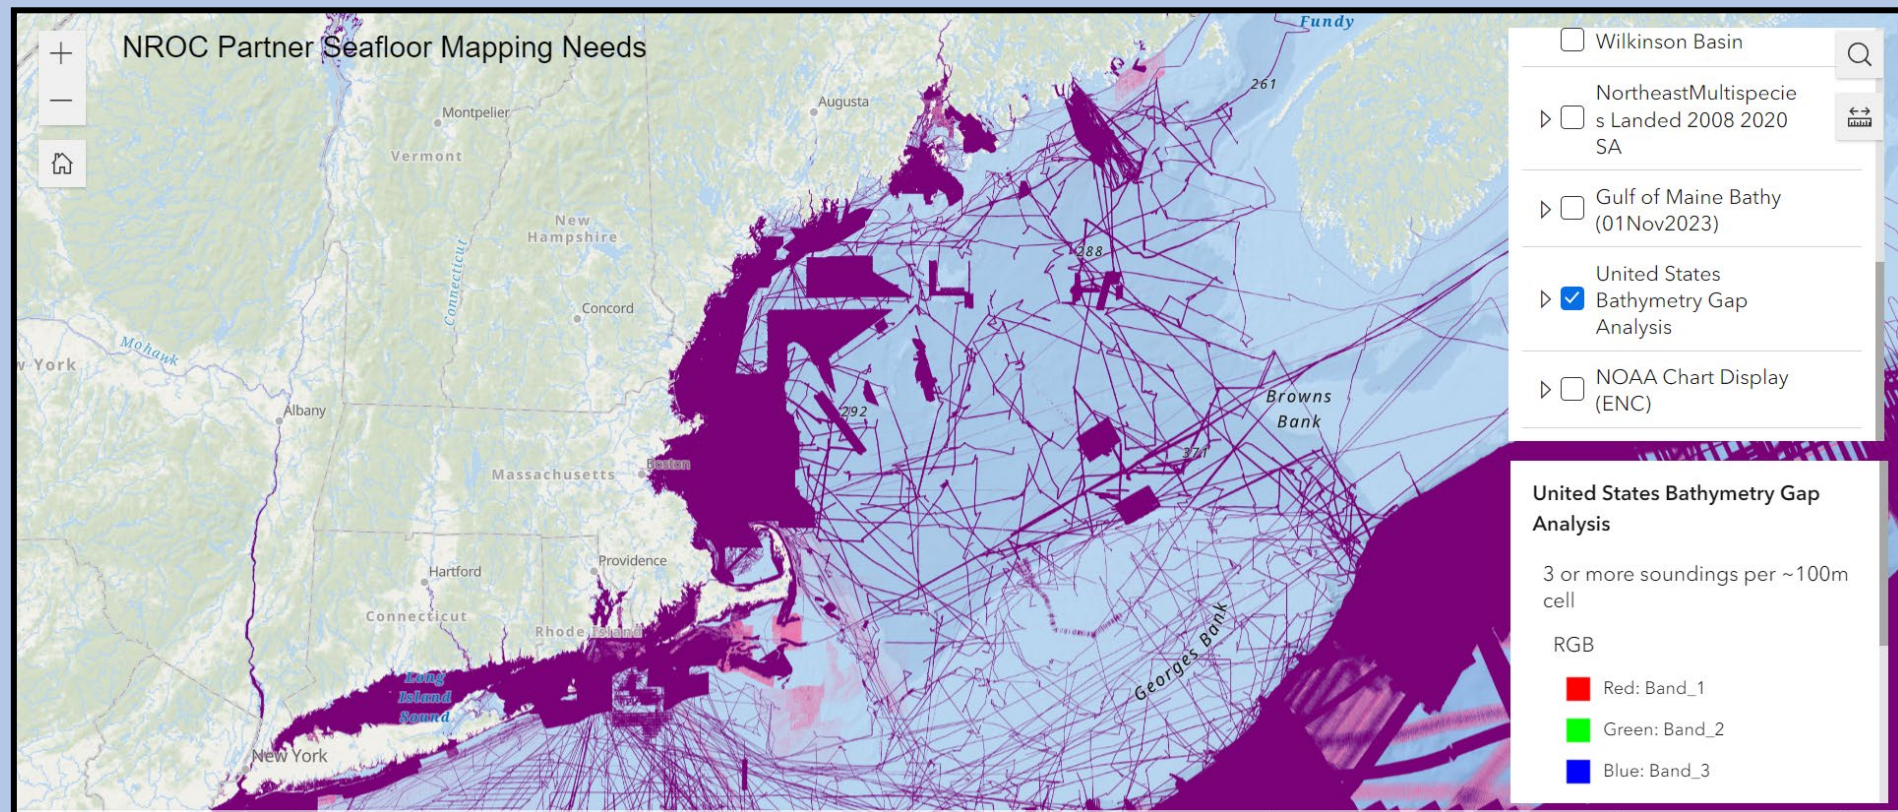 NROC Partner Seafloor Mapping Needs
Fundy
261
Augusta
Montpelier
Vermont
New
Hampshire
Connecticut
288
Concord
Mohawk
w York
Albany
292
Browns
Bank
371
Massachusetts
Boston
Providence
Hartford
Connecticut
Rhode Island
Georges Bank
Long
Island
Sound
New York
Wilkinson Basin
NortheastMultispecie
s Landed 2008 2020
SA
Gulf of Maine Bathy
(01Nov2023)
United States
Bathymetry Gap
Analysis
NOAA Chart Display
(ENC)
United States Bathymetry Gap
Analysis
3 or more soundings per ~100m
cell
RGB
Red: Band_1
Green: Band_2
Blue: Band_3